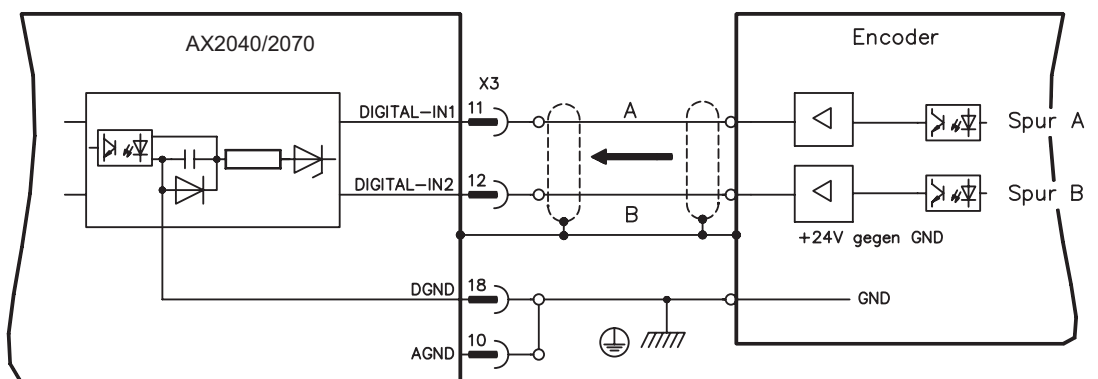 AX2040/2070
Encoder
X3
DIGITAL-IN1
11
A
Spur A
DIGITAL-IN2
12
B
Spur B
+24V gegen GND
DGND
18
GND
AGND
10